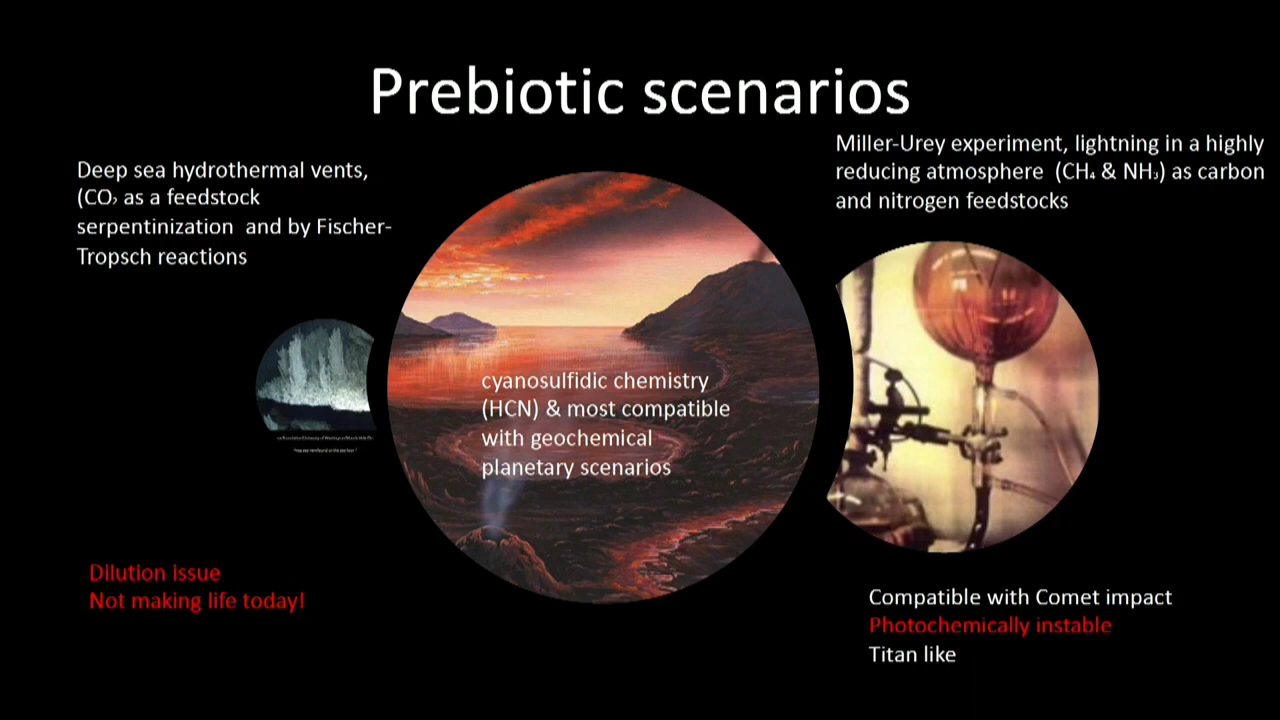 Prebiotic scenarios
Deep sea hydrothermal vents,
(CO₂ as a feedstock
serpentinization and by Fischer-
Tropsch reactions
Miller-Urey experiment, lightning in a highly
reducing atmosphere (CH₄ & NH₃) as carbon
and nitrogen feedstocks
cyanosulfidic chemistry
(HCN) & most compatible
with geochemical
planetary scenarios
Dilution issue
Not making life today!
Compatible with Comet impact
Photochemically instable
Titan like